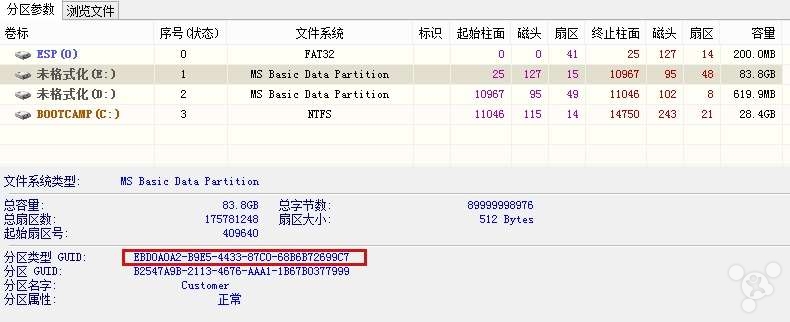 分区参数 浏览文件
卷标 序号(状态) 文件系统 标识 起始柱面 磁头 扇区 终止柱面 磁头 扇区 容量
ESP(0) 0 FAT32 0 0 41 25 127 14 200.0MB
未格式化(E:) 1 MS Basic Data Partition 25 127 15 10967 95 48 83.8GB
未格式化(D:) 2 MS Basic Data Partition 10967 95 49 11046 102 8 619.9MB
BOOTCAMP(C:) 3 NTFS 11046 115 14 14750 243 21 28.4GB
文件系统类型: MS Basic Data Partition
总容量: 83.8GB 总字节数: 89999998976
总扇区数: 175781248 扇区大小: 512 Bytes
起始扇区号: 409640
分区类型 GUID: EBD0A0A2-B9E5-4433-87C0-68B6B72699C7
分区 GUID: B2547A9B-2113-4676-AAA1-1B67B0377999
分区名字: Customer
分区属性: 正常